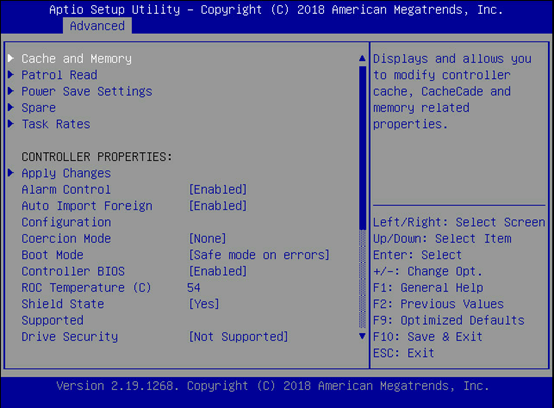 Aptio Setup Utility – Copyright (C) 2018 American Megatrends, Inc.
Advanced
Cache and Memory
Patrol Read
Power Save Settings
Spare
Task Rates
CONTROLLER PROPERTIES:
Apply Changes
Alarm Control [Enabled]
Auto Import Foreign [Enabled]
Configuration
Coercion Mode [None]
Boot Mode [Safe mode on errors]
Controller BIOS [Enabled]
ROC Temperature (C) 54
Shield State [Yes]
Supported
Drive Security [Not Supported]
Displays and allows you
to modify controller
cache, CacheCade and
memory related
properties.
Left/Right: Select Screen
Up/Down: Select Item
Enter: Select
+/-: Change Opt.
F1: General Help
F2: Previous Values
F9: Optimized Defaults
F10: Save & Exit
ESC: Exit
Version 2.19.1268. Copyright (C) 2018 American Megatrends, Inc.